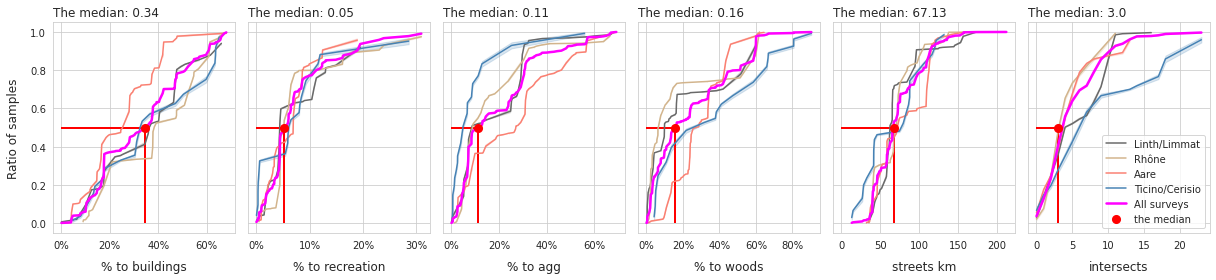 The median: 0.34
The median: 0.05
The median: 0.11
The median: 0.16
The median: 67.13
The median: 3.0
Ratio of samples
1.0
0.8
0.6
0.4
0.2
0.0
0% 20% 40% 60%
% to buildings
0% 10% 20% 30%
% to recreation
0% 20% 40% 60%
% to agg
0% 20% 40% 60% 80%
% to woods
0 50 100 150 200
streets km
0 5 10 15 20
intersects
Linth/Limmat
Rhône
Aare
Ticino/Cerisio
All surveys
the median